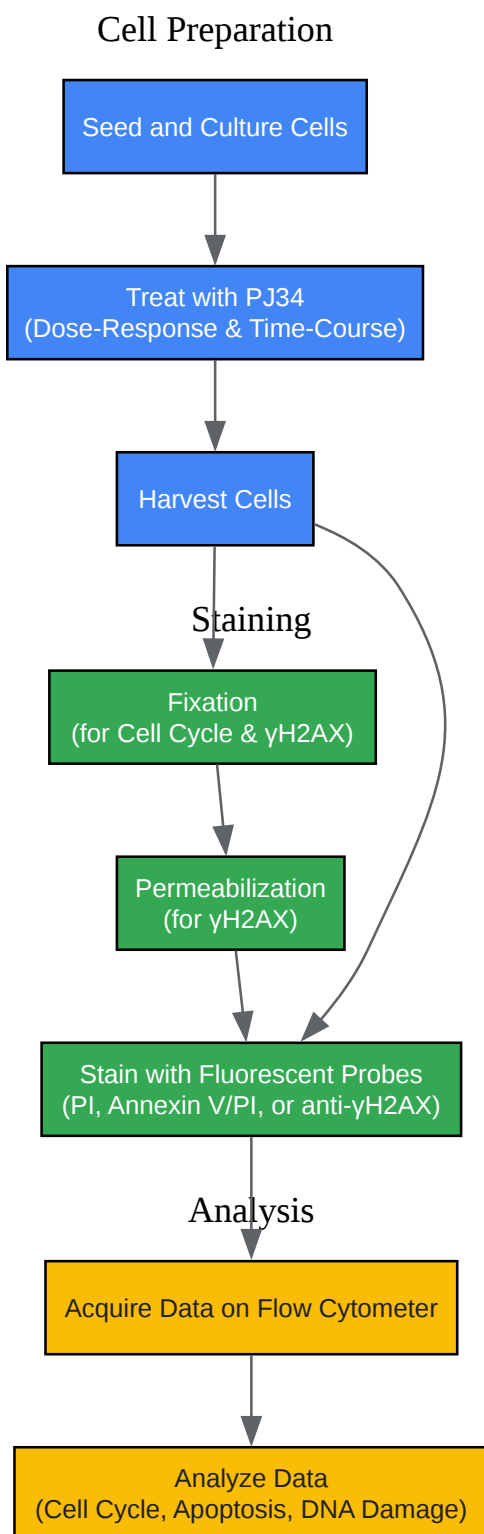 Cell Preparation
Seed and Culture Cells
Treat with PJ34
(Dose-Response & Time-Course)
Harvest Cells
Staining
Fixation
(for Cell Cycle & γH2AX)
Permeabilization
(for γH2AX)
Stain with Fluorescent Probes
(PI, Annexin V/PI, or anti-γH2AX)
Analysis
Acquire Data on Flow Cytometer
Analyze Data
(Cell Cycle, Apoptosis, DNA Damage)